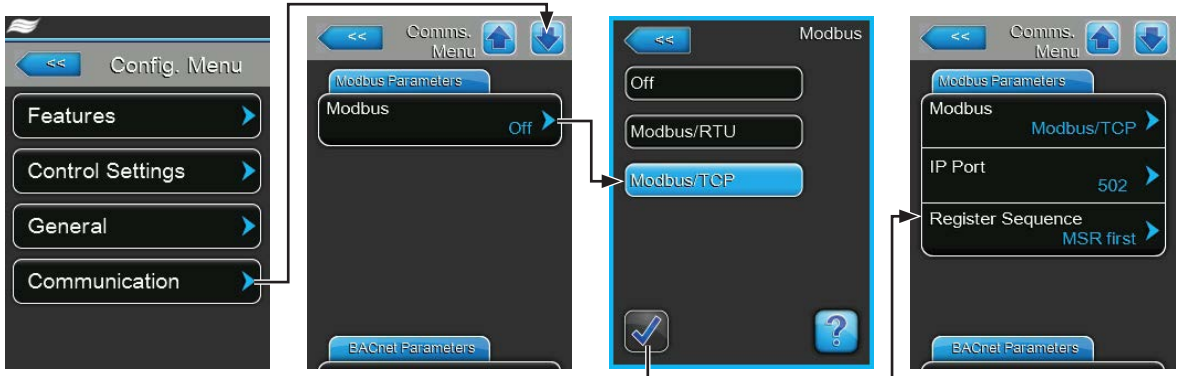 <<
Config. Menu
Features
Control Settings
General
Communication
<<
Comms.
Menu
Modbus Parameters
Modbus
Off
BACnet Parameters
<<
Modbus
Off
Modbus/RTU
Modbus/TCP
?
<<
Comms.
Menu
Modbus Parameters
Modbus
Modbus/TCP
IP Port
502
Register Sequence
MSR first
BACnet Parameters